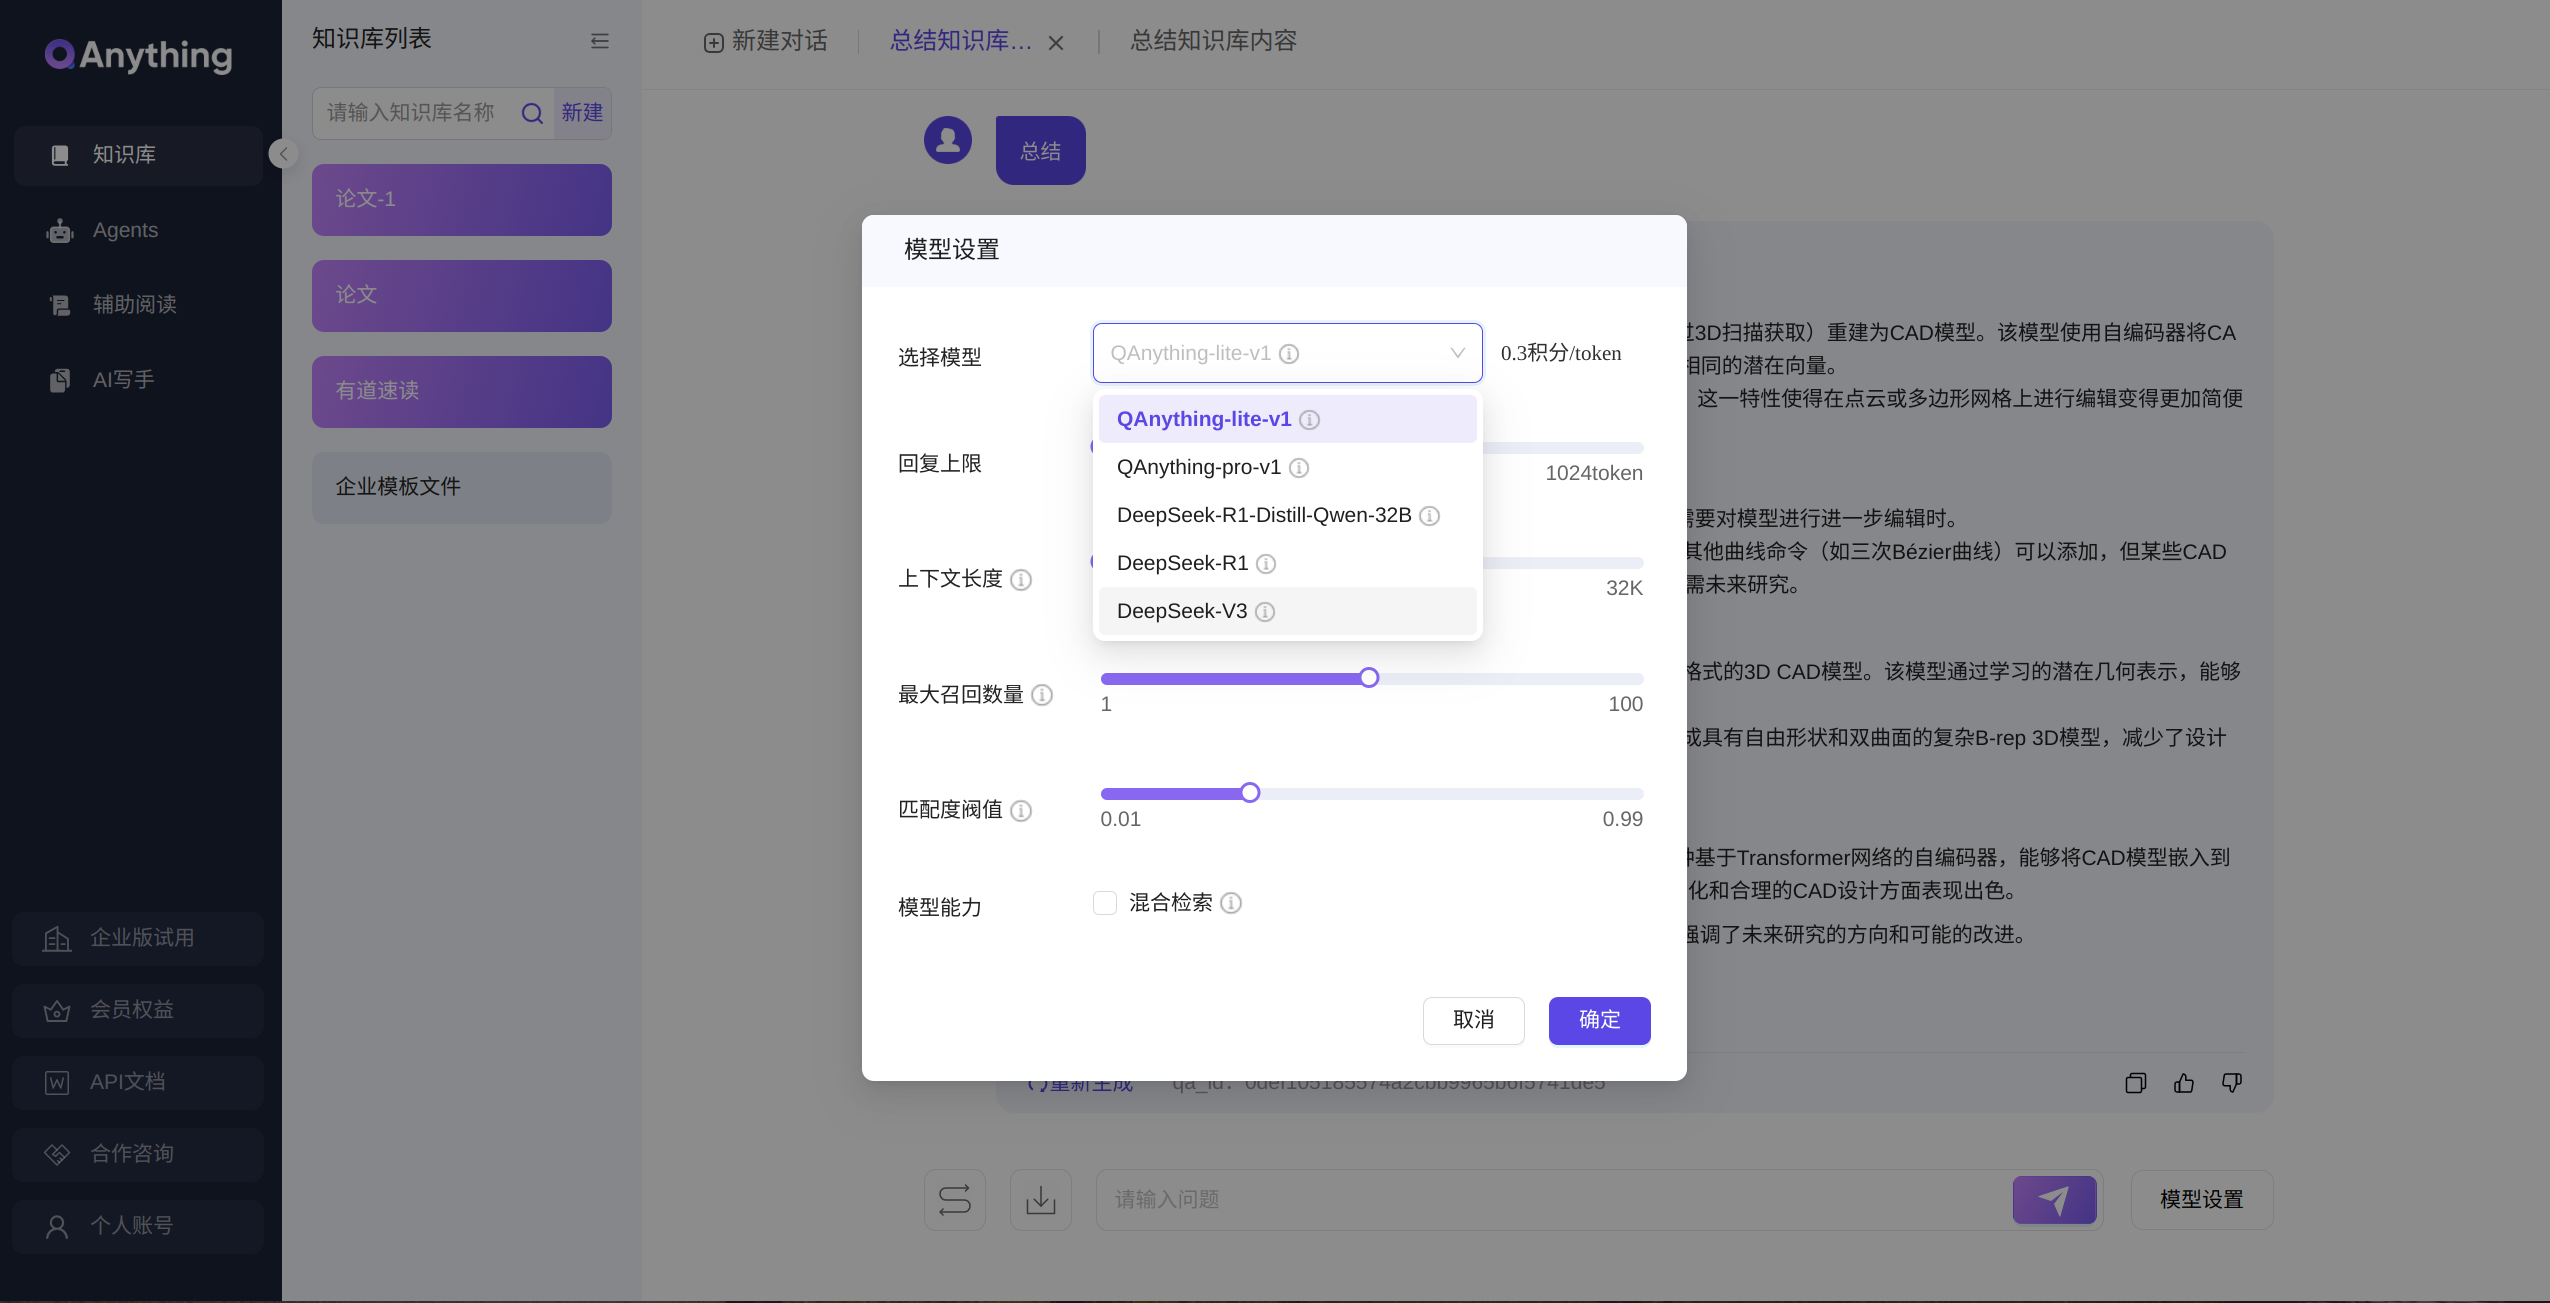 QAnything
知识库
Agents
辅助阅读
AI写手
企业版试用
会员权益
API文档
合作咨询
个人账号
知识库列表
请输入知识库名称
新建
论文-1
论文
有道速读
企业模板文件
新建对话
总结知识库...
总结知识库内容
总结
3D扫描获取）重建为CAD模型。该模型使用自编码器将CA
相同的潜在向量。
这一特性使得在点云或多边形网格上进行编辑变得更加简便
需要对模型进行进一步编辑时。
其他曲线命令（如三次Bézier曲线）可以添加，但某些CAD
需未来研究。
格式的3D CAD模型。该模型通过学习的潜在几何表示，能够
成具有自由形状和双曲面的复杂B-rep 3D模型，减少了设计
基于Transformer网络的自编码器，能够将CAD模型嵌入到
化和合理的CAD设计方面表现出色。
强调了未来研究的方向和可能的改进。
模型设置
选择模型
QAnything-lite-v1
0.3积分/token
QAnything-lite-v1
QAnything-pro-v1
DeepSeek-R1-Distill-Qwen-32B
DeepSeek-R1
DeepSeek-V3
回复上限
1024token
上下文长度
32K
最大召回数量
1
100
匹配度阀值
0.01
0.99
模型能力
混合检索
取消
确定
重新生成
请输入问题
模型设置